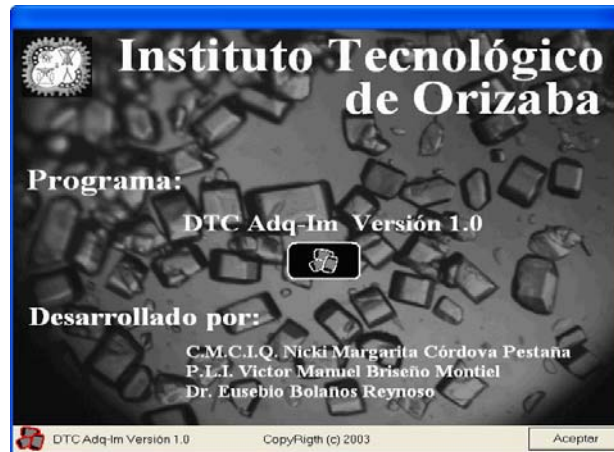 Instituto Tecnológico
de Orizaba
Programa:
DTC Adq-Im Versión 1.0
Desarrollado por:
C.M.C.I.Q. Nicki Margarita Córdova Pestaña
P.L.I. Victor Manuel Briseño Montiel
Dr. Eusebio Bolaños Reynoso
DTC Adq-Im Versión 1.0 CopyRigth (c) 2003 Aceptar